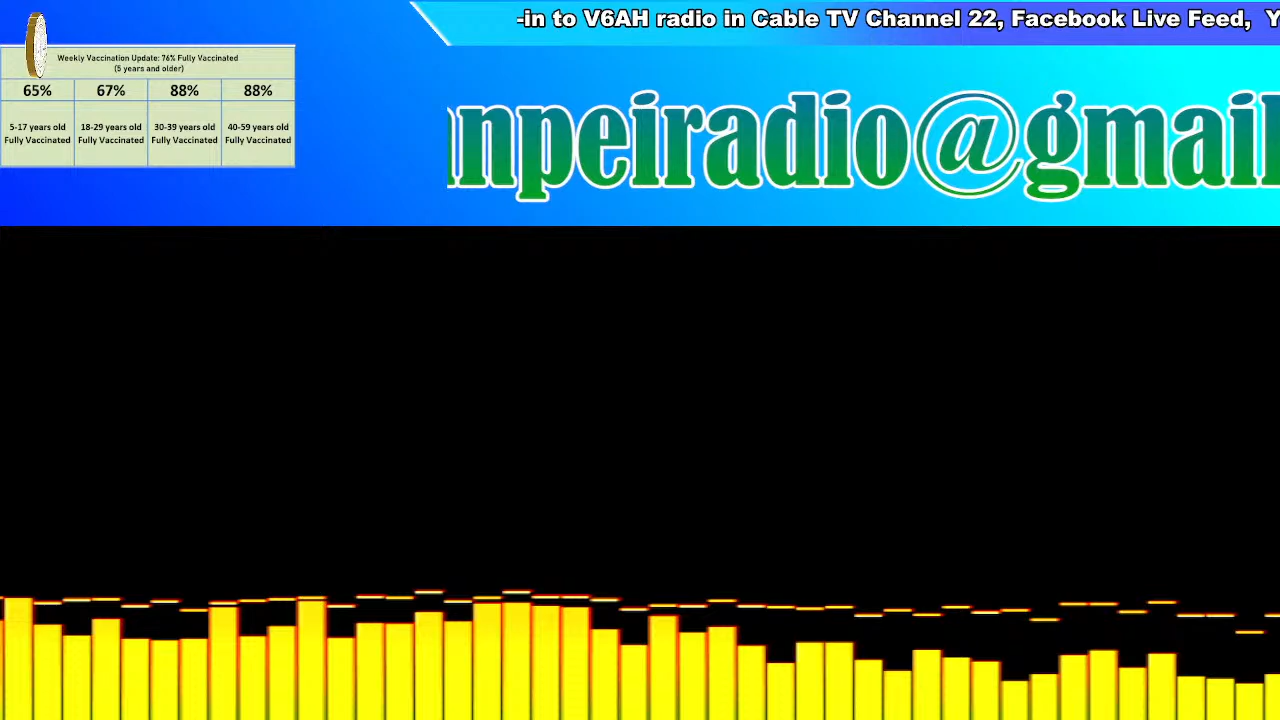 -in to V6AH radio in Cable TV Channel 22, Facebook Live Feed, Y
Weekly Vaccination Update: 76% Fully Vaccinated
(5 years and older)
65% 67% 88% 88%
5-17 years old 18-29 years old 30-39 years old 40-59 years old
Fully Vaccinated Fully Vaccinated Fully Vaccinated Fully Vaccinated
npeiradio@gmail